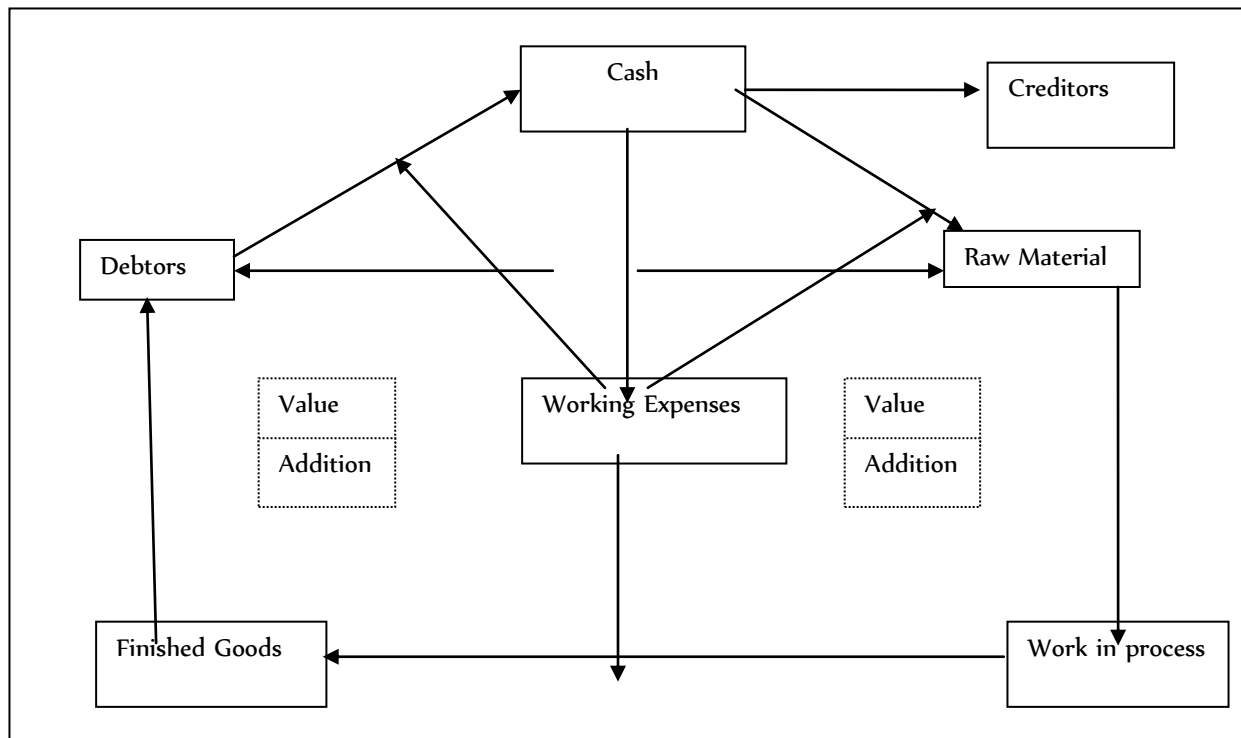 Cash
Creditors
Debtors
Raw Material
Value
Addition
Working Expenses
Value
Addition
Finished Goods
Work in process